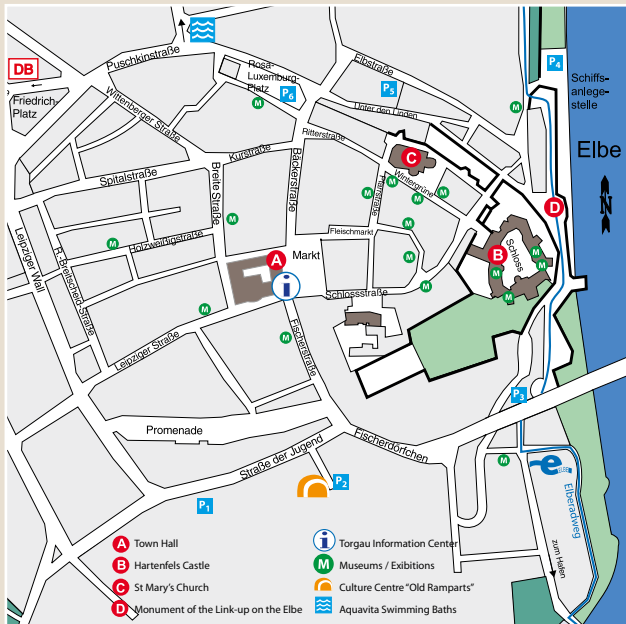 Puschkinstraße
DB
Friedrich-
Platz
Wittenberger Straße
Rosa-
Luxemburg-
Platz
M
P6
Elbstraße
P5
Unter den Linden
M
P4
Schiffs-
anlege-
stelle
Elbe
N
Ritterstraße
Kurstraße
Spitalstraße
Breite Straße
Bäckerstraße
C
Wintergrüne
M
M
M
M
Pfarrstraße
M
D
Leipziger Wall
R.-Breitscheid-Straße
M
Holzweißigstraße
M
A
Markt
i
Fleischmarkt
M
B
Schloss
M
M
M
M
Schlossstraße
M
M
Leipziger Straße
M
Fischerstraße
P3
Promenade
Straße der Jugend
Fischerdörfchen
P1
P2
M
e
ELBE
Elberadweg
zum Hafen
A Town Hall
B Hartenfels Castle
C St Mary's Church
D Monument of the Link-up on the Elbe
i Torgau Information Center
M Museums / Exibitions
Culture Centre "Old Ramparts"
Aquavita Swimming Baths